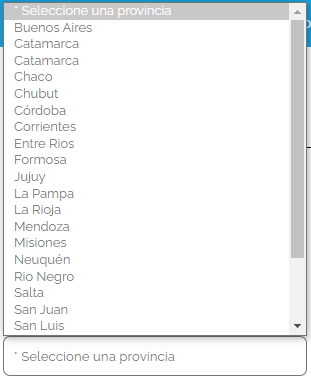 * Seleccione una provincia
Buenos Aires
Catamarca
Catamarca
Chaco
Chubut
Córdoba
Corrientes
Entre Rios
Formosa
Jujuy
La Pampa
La Rioja
Mendoza
Misiones
Neuquén
Rio Negro
Salta
San Juan
San Luis
* Seleccione una provincia